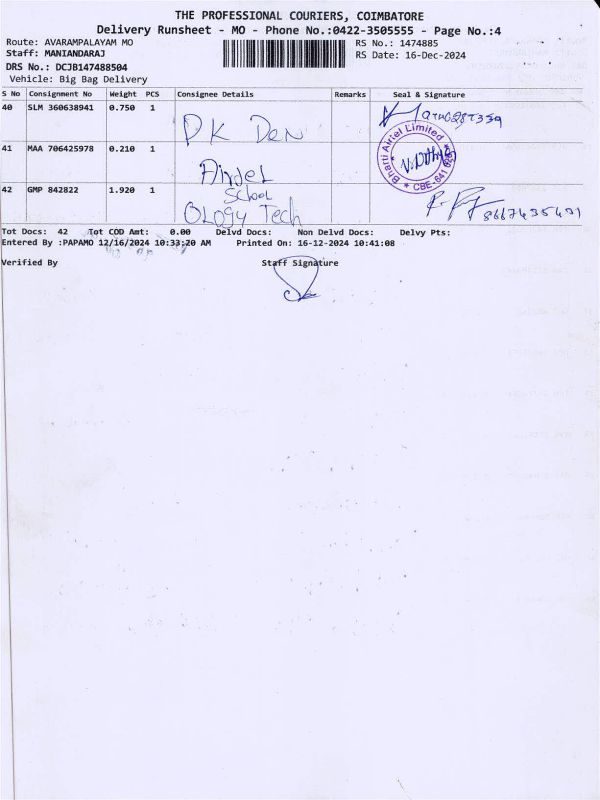 THE PROFESSIONAL COURIERS, COIMBATORE
Delivery Runsheet - MO - Phone No.:0422-3505555 - Page No.:4
Route: AVARAMPALAYAM MO RS No.: 1474885
Staff: MANIANDARAJ RS Date: 16-Dec-2024
DRS No.: DCJB147488504
Vehicle: Big Bag Delivery
S No Consignment No Weight PCS Consignee Details Remarks Seal & Signature
40 SLM 360638941 0.750 1 DK Den
41 MAA 706425978 0.210 1 Airtel
Bharti Airtel Limited
CBE-641
42 GMP 842822 1.920 1 School
Ology Tech
8667435431
Tot Docs: 42 Tot COD Amt: 0.00 Delvd Docs: Non Delvd Docs: Delvy Pts:
Entered By :PAPAMO 12/16/2024 10:33:20 AM Printed On: 16-12-2024 10:41:08
Verified By Staff Signature